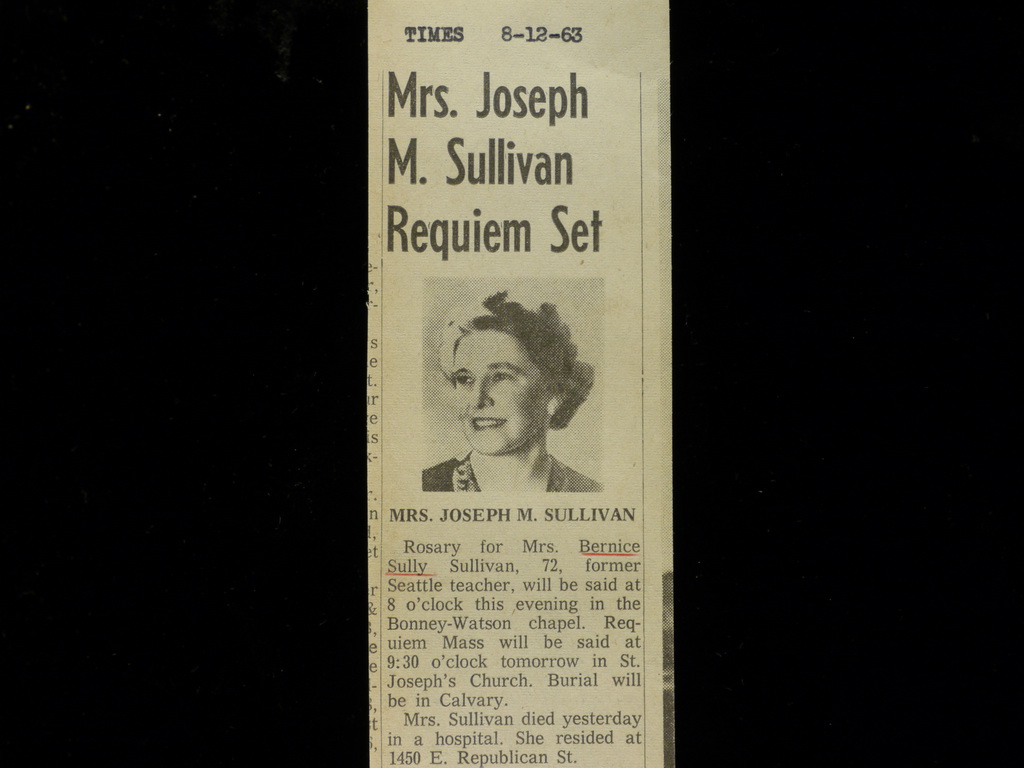 TIMES 8-12-63
Mrs. Joseph
M. Sullivan
Requiem Set
MRS. JOSEPH M. SULLIVAN
Rosary for Mrs. Bernice
Sully Sullivan, 72, former
Seattle teacher, will be said at
8 o'clock this evening in the
Bonney-Watson chapel. Req-
uiem Mass will be said at
9:30 o'clock tomorrow in St.
Joseph's Church. Burial will
be in Calvary.
Mrs. Sullivan died yesterday
in a hospital. She resided at
1450 E. Republican St.